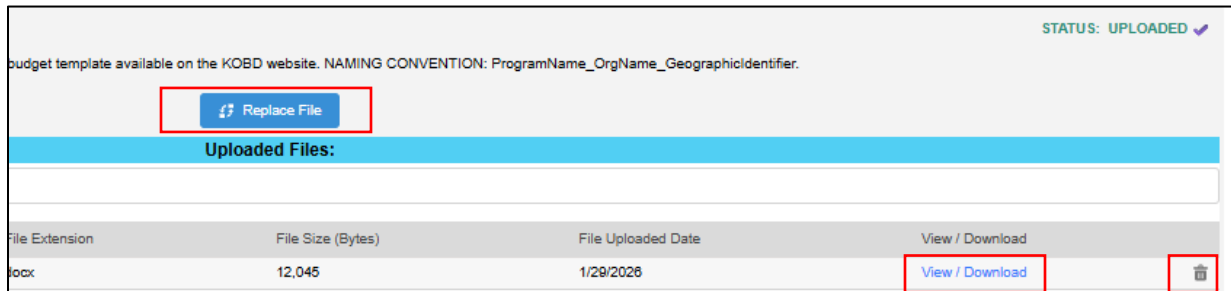 STATUS: UPLOADED
budget template available on the KOBD website. NAMING CONVENTION: ProgramName_OrgName_GeographicIdentifier.
Replace File
Uploaded Files:
File Extension File Size (Bytes) File Uploaded Date View / Download
docx 12,045 1/29/2026 View / Download